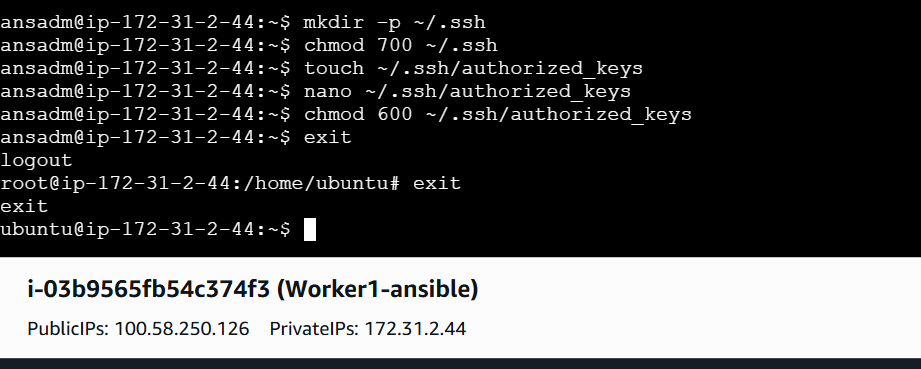 ansadm@ip-172-31-2-44:~$ mkdir -p ~/.ssh
ansadm@ip-172-31-2-44:~$ chmod 700 ~/.ssh
ansadm@ip-172-31-2-44:~$ touch ~/.ssh/authorized_keys
ansadm@ip-172-31-2-44:~$ nano ~/.ssh/authorized_keys
ansadm@ip-172-31-2-44:~$ chmod 600 ~/.ssh/authorized_keys
ansadm@ip-172-31-2-44:~$ exit
logout
root@ip-172-31-2-44:/home/ubuntu# exit
exit
ubuntu@ip-172-31-2-44:~$
i-03b9565fb54c374f3 (Worker1-ansible)
PublicIPs: 100.58.250.126 PrivateIPs: 172.31.2.44